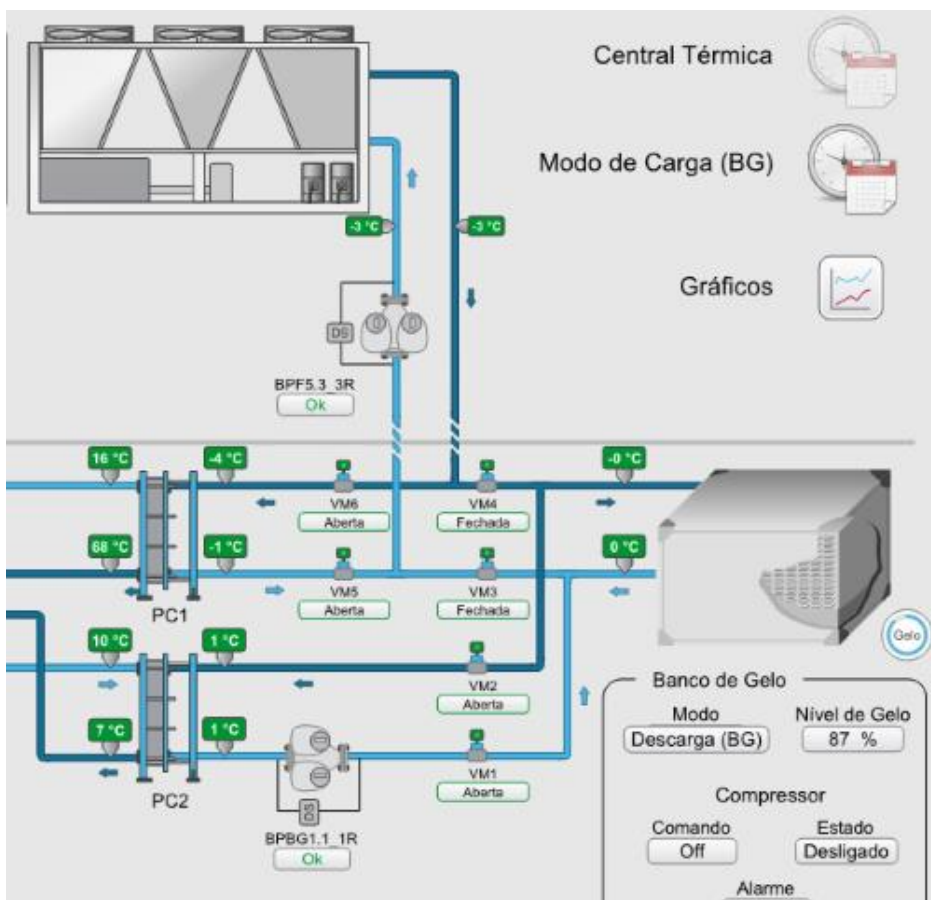 Central Térmica
Modo de Carga (BG)
Gráficos
-3 °C
-3 °C
DS
BPF5.3_3R
Ok
16 °C
-4 °C
-0 °C
VM6
Aberta
VM4
Fechada
68 °C
-1 °C
0 °C
VM5
Aberta
VM3
Fechada
PC1
Gelo
10 °C
1 °C
VM2
Aberta
7 °C
1 °C
VM1
Aberta
PC2
DS
BPBG1.1_1R
Ok
Banco de Gelo
Modo
Nível de Gelo
Descarga (BG)
87 %
Compressor
Comando
Estado
Off
Desligado
Alarme